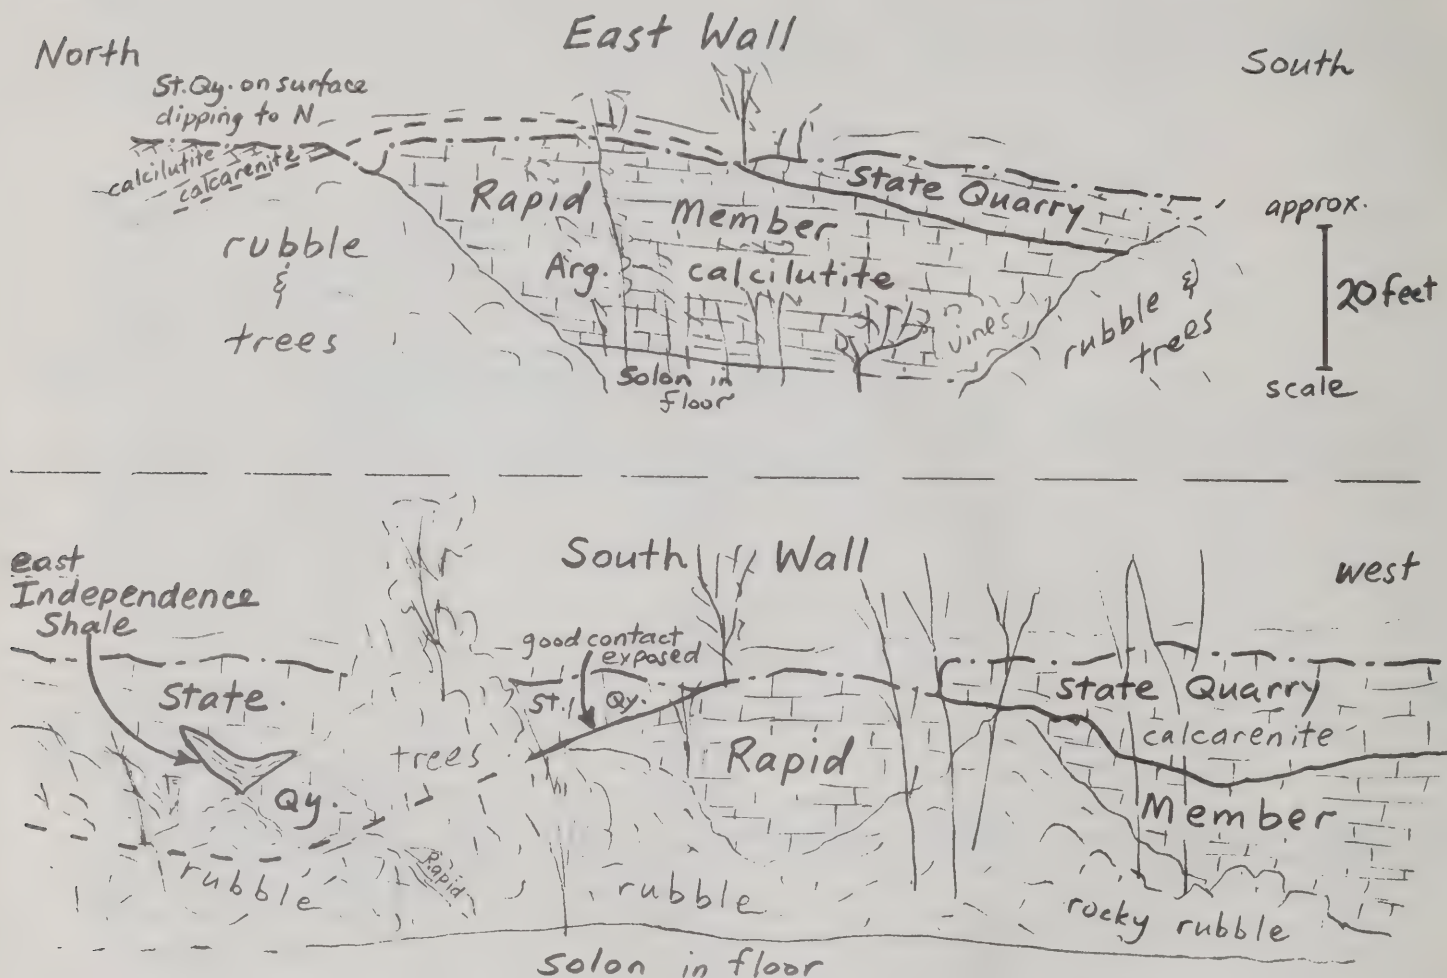 East Wall
North
South
St. Qy. on surface
dipping to N
calcilutite
calcarenite
Rapid
Member
State Quarry
approx.
20 feet
scale
rubble
&
trees
Arg.
calcilutite
vines
rubble &
trees
Solon in
floor
South Wall
east
west
Independence
Shale
good contact
exposed
State.
Qy.
St.
Qy.
State Quarry
calcarenite
trees
Rapid
Member
Rapid
rubble
rubble
rocky rubble
Solon in floor